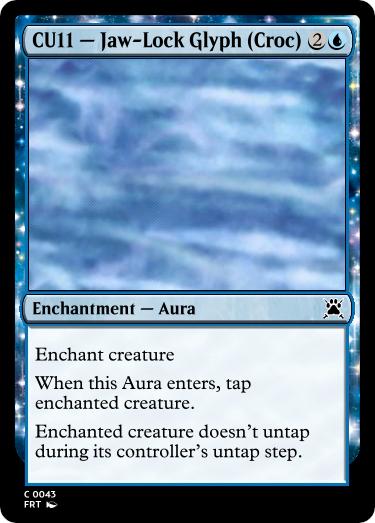 CU11 — Jaw-Lock Glyph (Croc) 2
Enchantment — Aura
Enchant creature
When this Aura enters, tap
enchanted creature.
Enchanted creature doesn't untap
during its controller's untap step.
C 0043
FRT